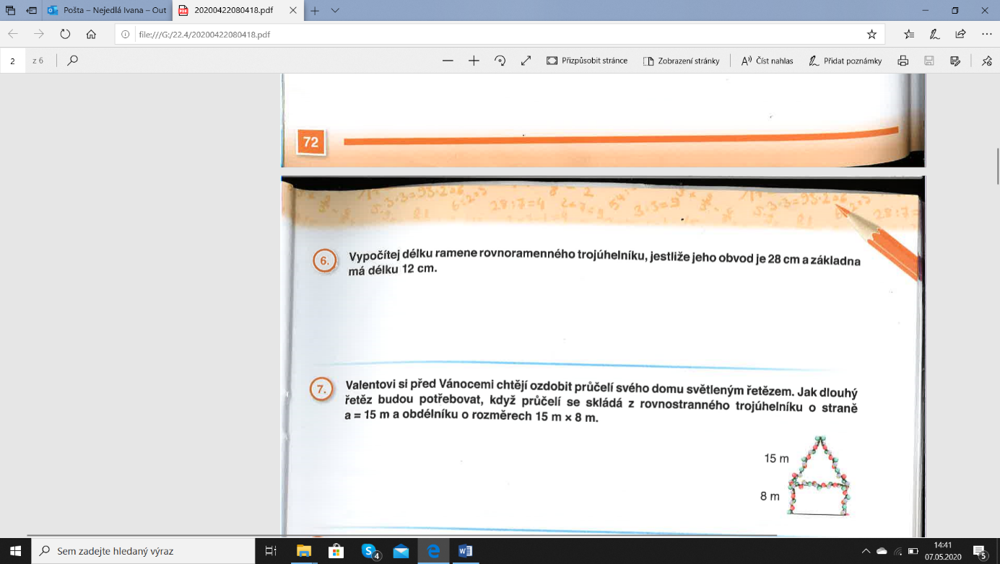 Pošta – Nejedlá Ivana – Out
20200422080418.pdf
file:///G:/22.4/20200422080418.pdf
2 z 6
Přizpůsobit stránce
Zobrazení stránky
Číst nahlas
Přidat poznámky
72
6. Vypočítej délku ramene rovnoramenného trojúhelníku, jestliže jeho obvod je 28 cm a základna
má délku 12 cm.
7. Valentovi si před Vánocemi chtějí ozdobit průčelí svého domu světleným řetězem. Jak dlouhý
řetěz budou potřebovat, když průčelí se skládá z rovnostranného trojúhelníku o straně
a = 15 m a obdélníku o rozměrech 15 m × 8 m.
15 m
8 m
Sem zadejte hledaný výraz
4
14:41
07.05.2020
5